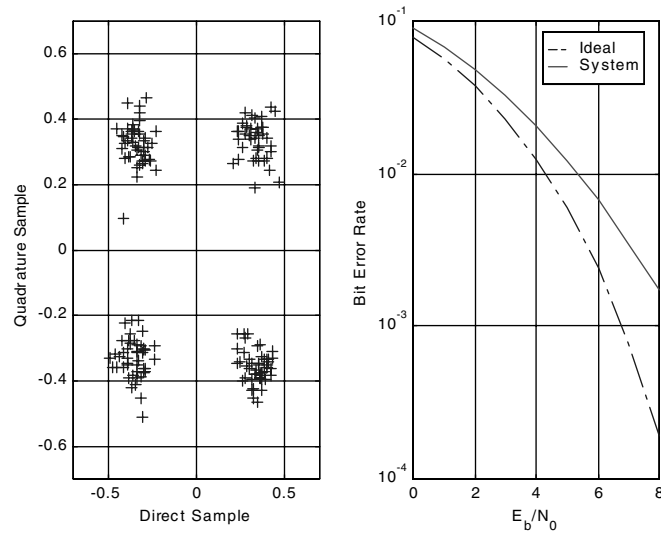 0.6
0.4
0.2
0
-0.2
-0.4
-0.6
Quadrature Sample
-0.5 0 0.5
Direct Sample
10^-1
10^-2
10^-3
10^-4
Bit Error Rate
Ideal
System
0 2 4 6 8
E_b/N_0